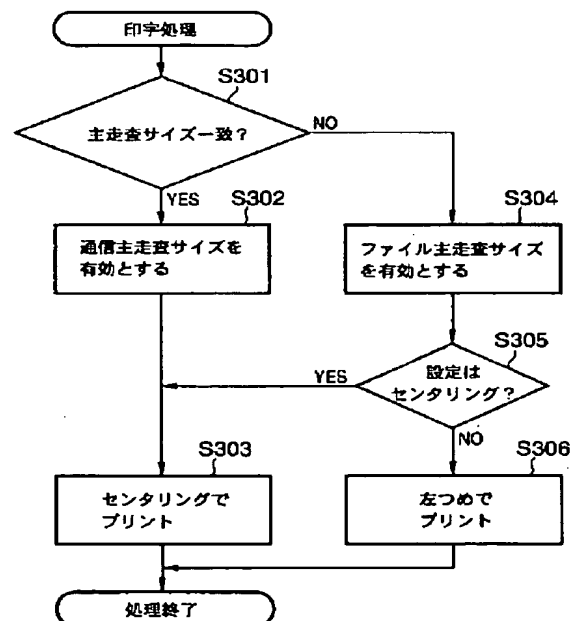 印字処理
S301
主走査サイズ一致?
NO
YES
S302
通信主走査サイズを
有効とする
S304
ファイル主走査サイズ
を有効とする
S305
設定は
センタリング?
YES
NO
S303
センタリングで
プリント
S306
左つめで
プリント
処理終了